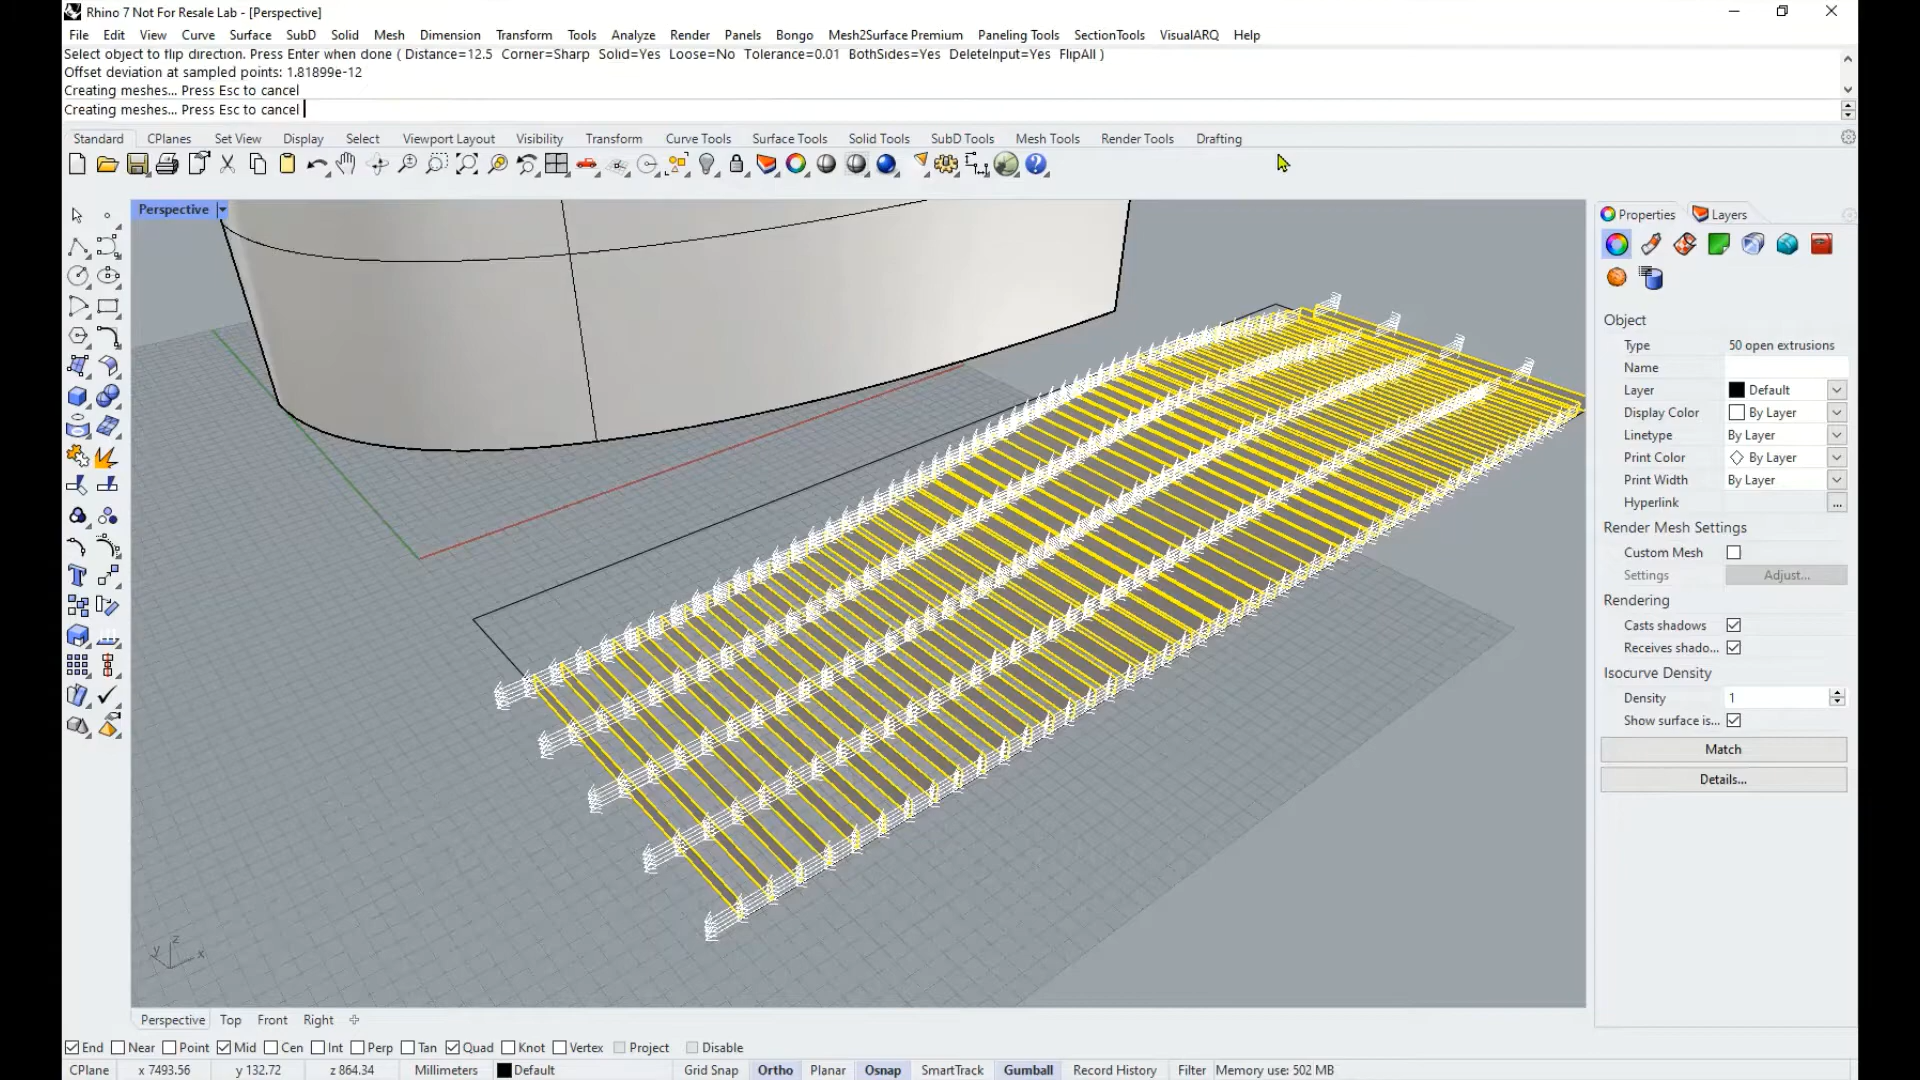 Rhino 7 Not For Resale Lab - [Perspective]
File Edit View Curve Surface SubD Solid Mesh Dimension Transform Tools Analyze Render Panels Bongo Mesh2Surface Premium Paneling Tools SectionTools VisualARQ Help
Select object to flip direction. Press Enter when done ( Distance=12.5 Corner=Sharp Solid=Yes Loose=No Tolerance=0.01 BothSides=Yes DeleteInput=Yes FlipAll )
Offset deviation at sampled points: 1.81899e-12
Creating meshes... Press Esc to cancel
Creating meshes... Press Esc to cancel
Standard CPlanes Set View Display Select Viewport Layout Visibility Transform Curve Tools Surface Tools Solid Tools SubD Tools Mesh Tools Render Tools Drafting
Perspective
Properties Layers
Object
Type 50 open extrusions
Name
Layer Default
Display Color By Layer
Linetype By Layer
Print Color By Layer
Print Width By Layer
Hyperlink ...
Render Mesh Settings
Custom Mesh
Settings Adjust...
Rendering
Casts shadows
Receives shado...
Isocurve Density
Density 1
Show surface is...
Match
Details...
z
y
x
Perspective Top Front Right
End Near Point Mid Cen Int Perp Tan Quad Knot Vertex Project Disable
CPlane x 7493.56 y 132.72 z 864.34 Millimeters Default Grid Snap Ortho Planar Osnap SmartTrack Gumball Record History Filter Memory use: 502 MB